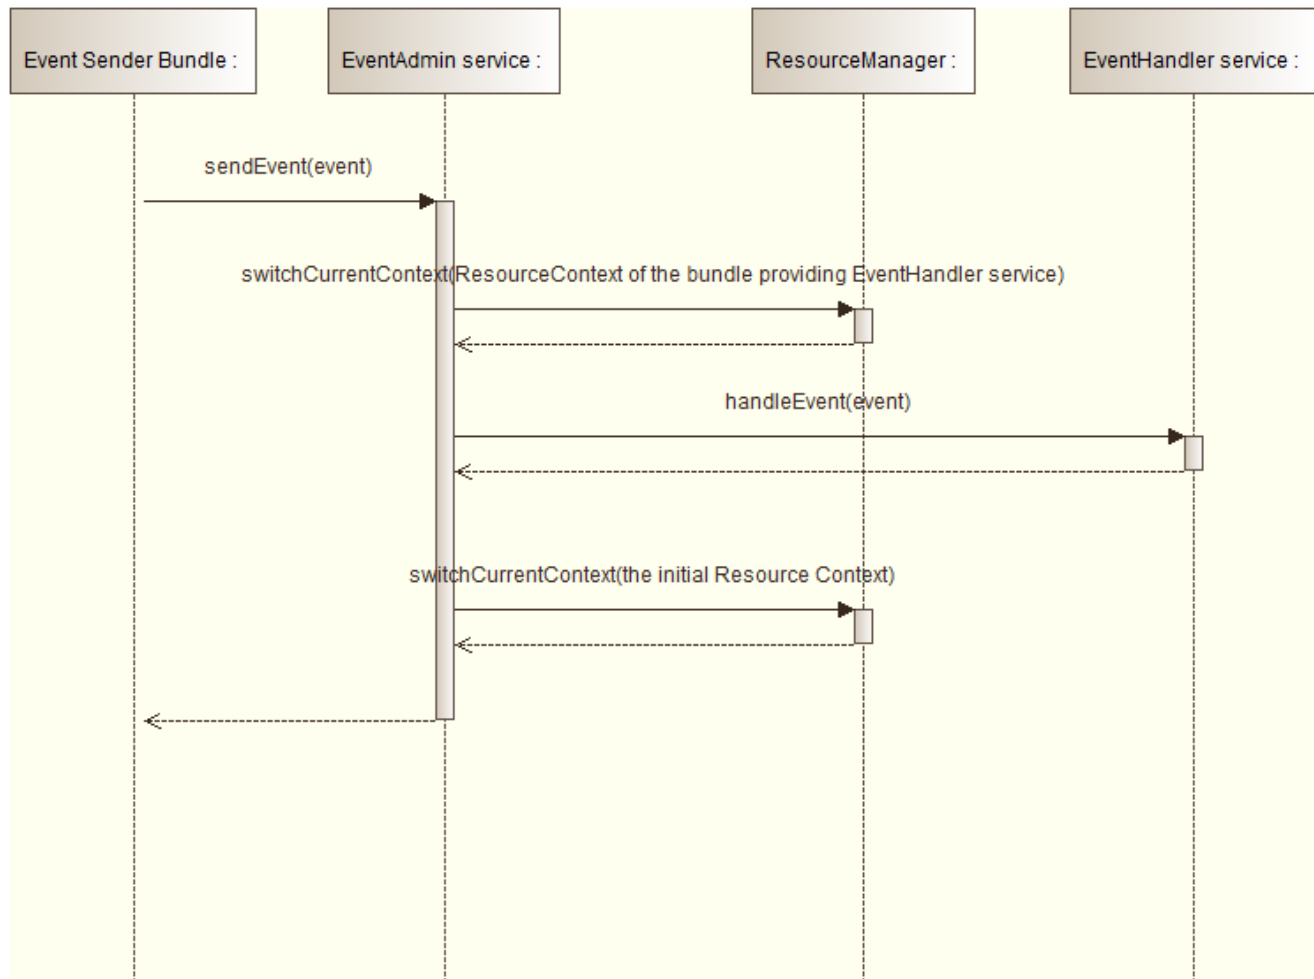 Event Sender Bundle :
EventAdmin service :
ResourceManager :
EventHandler service :
sendEvent(event)
switchCurrentContext(ResourceContext of the bundle providing EventHandler service)
handleEvent(event)
switchCurrentContext(the initial Resource Context)